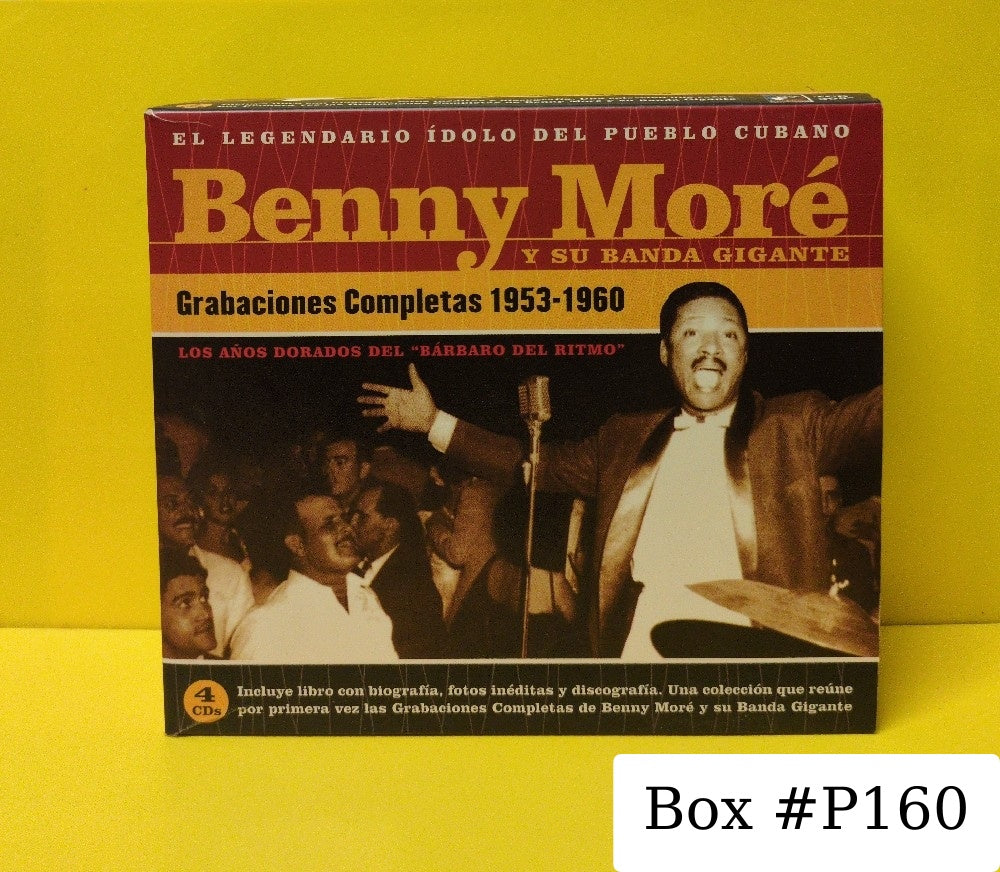 EL LEGENDARIO ÍDOLO DEL PUEBLO CUBANO
Benny Moré
Y SU BANDA GIGANTE
Grabaciones Completas 1953-1960
LOS AÑOS DORADOS DEL "BÁRBARO DEL RITMO"
4 CDs
Incluye libro con biografía, fotos inéditas y discografía. Una colección que reúne
por primera vez las Grabaciones Completas de Benny Moré y su Banda Gigante
Box #P160